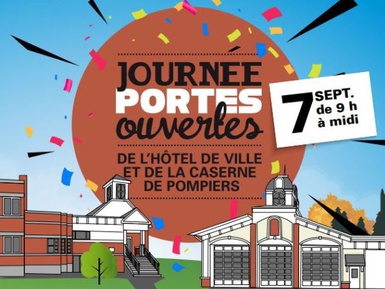 JOURNÉE
PORTES
ouvertes
DE L'HÔTEL DE VILLE
ET DE LA CASERNE
DE POMPIERS
7 SEPT.
de 9 h
à midi